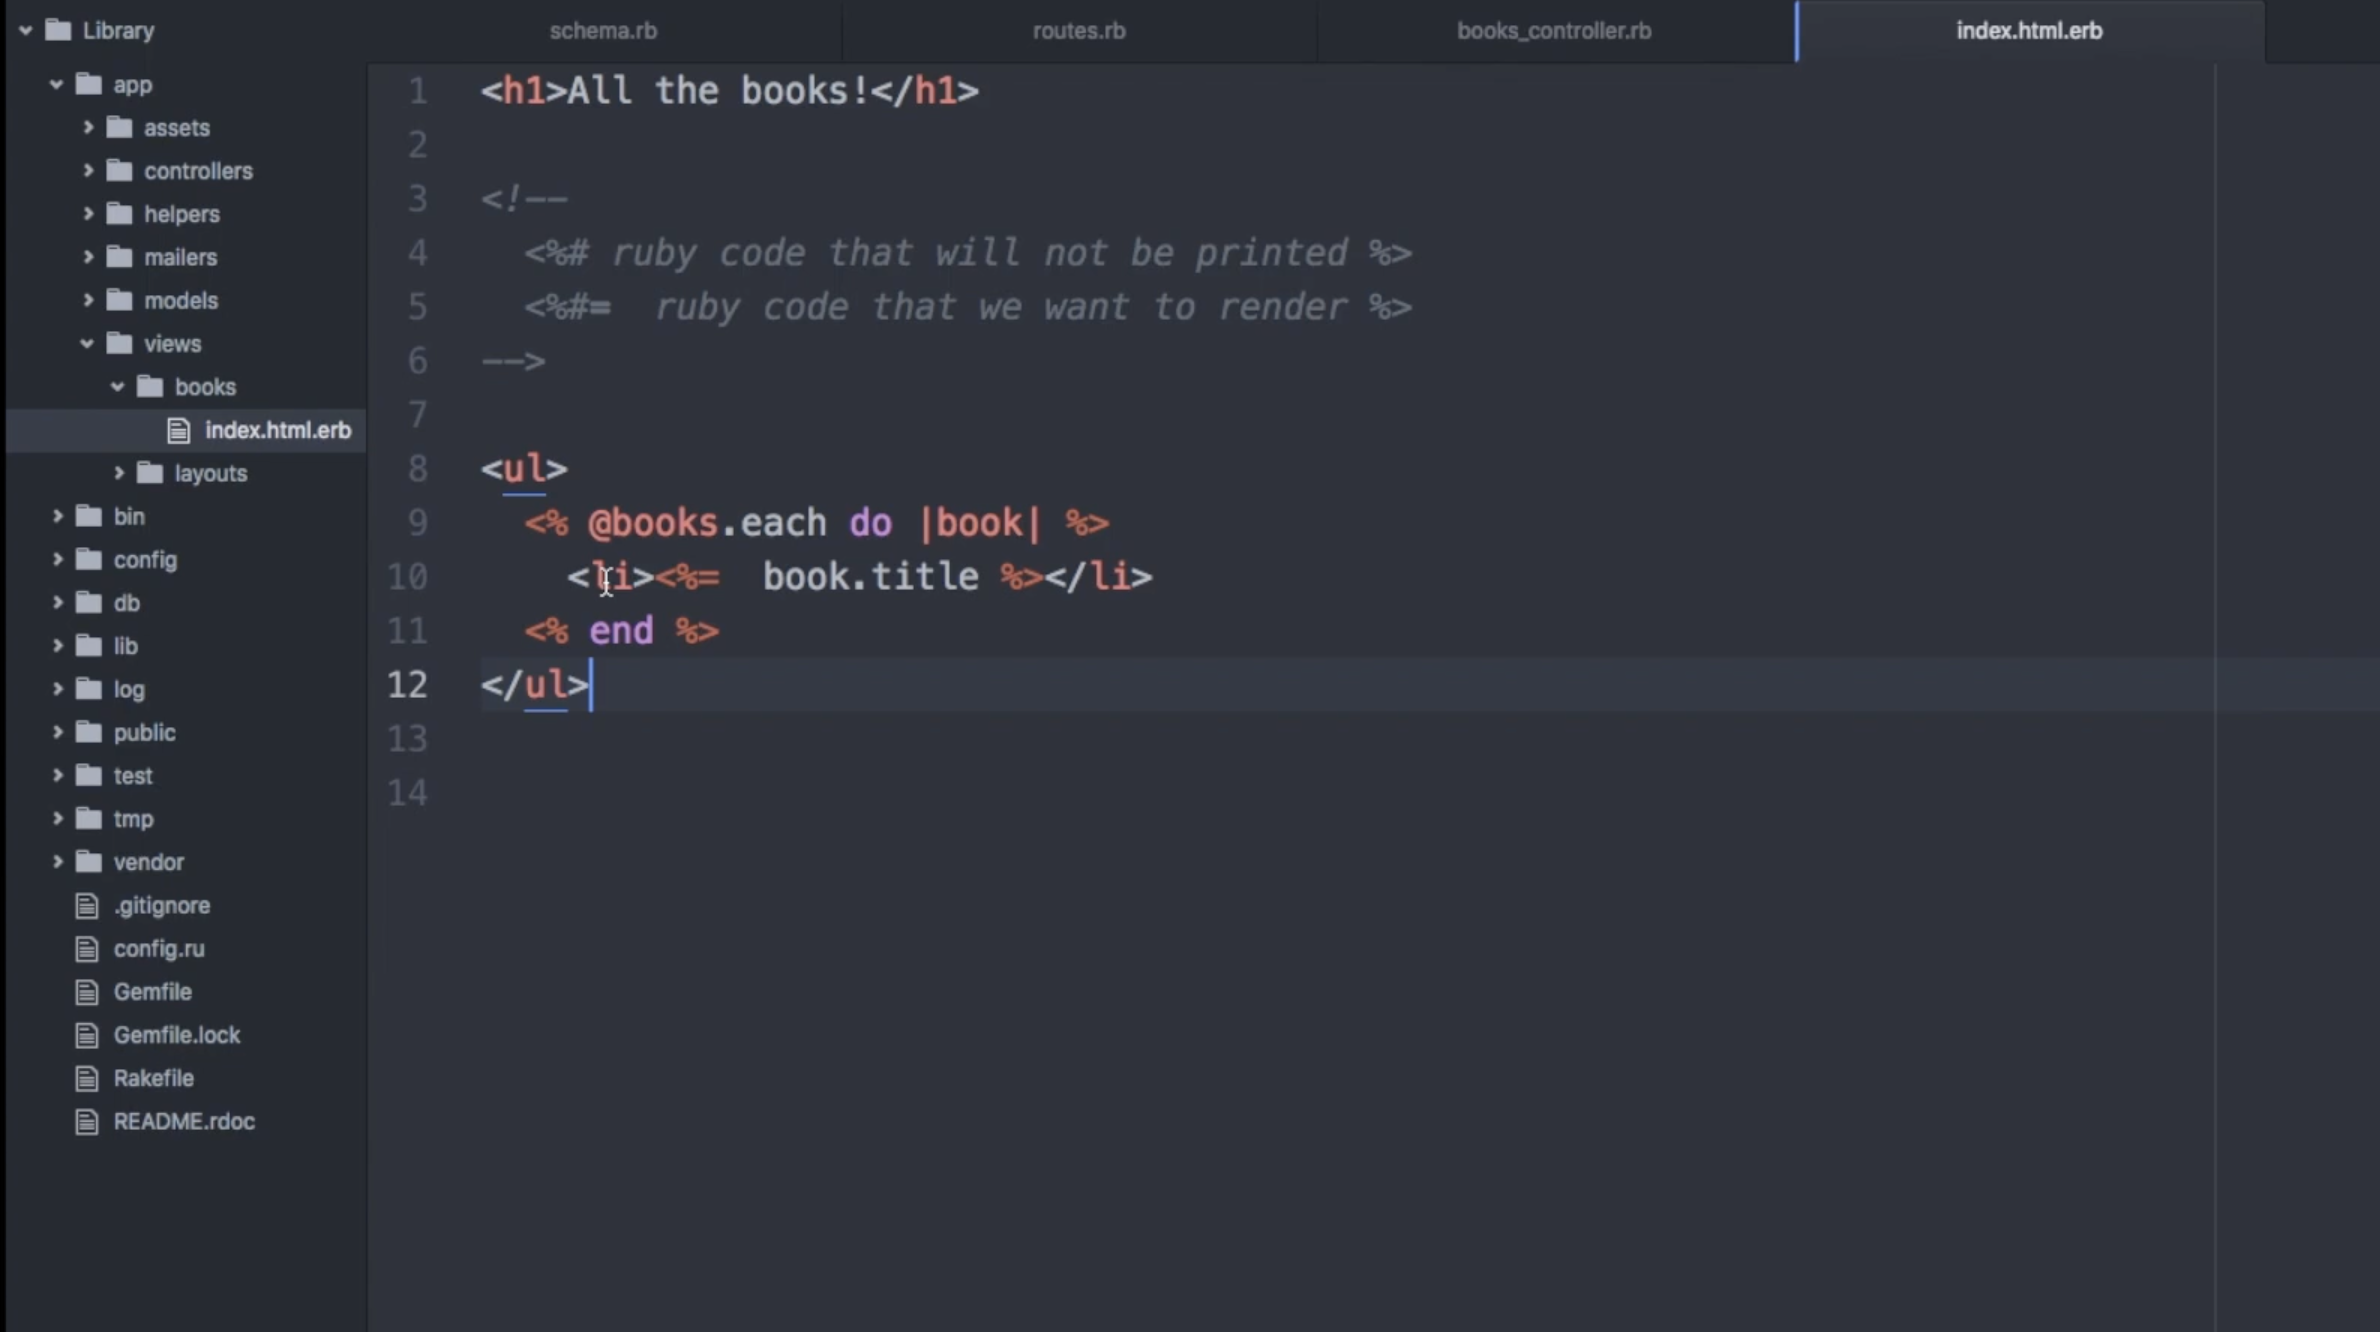 Library
app
assets
controllers
helpers
mailers
models
views
books
index.html.erb
layouts
bin
config
db
lib
log
public
test
tmp
vendor
.gitignore
config.ru
Gemfile
Gemfile.lock
Rakefile
README.rdoc
schema.rb routes.rb books_controller.rb index.html.erb
1 <h1>All the books!</h1>
2
3 <!--
4   <%# ruby code that will not be printed %>
5   <%#=  ruby code that we want to render %>
6 -->
7
8 <ul>
9   <% @books.each do |book| %>
10     <li><%=  book.title %></li>
11   <% end %>
12 </ul>
13
14